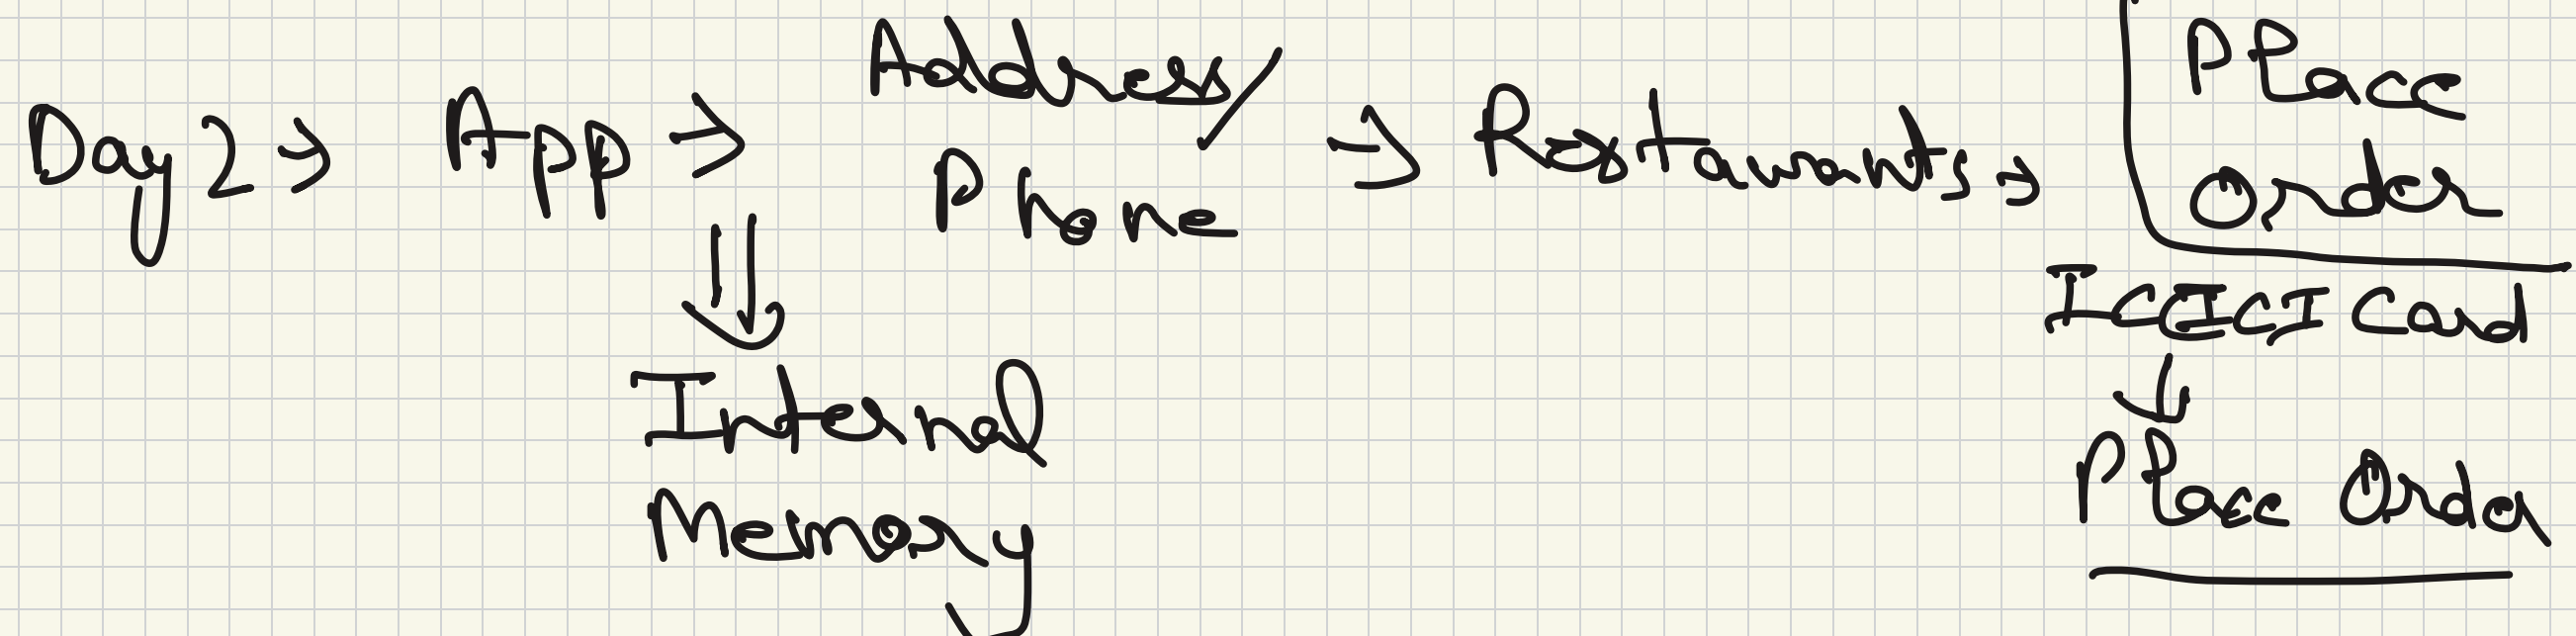 Day 2 → App → Address/ Phone → Restaurants → Place Order
ICICI Card
↓
Place Order
⇓
Internal
Memory